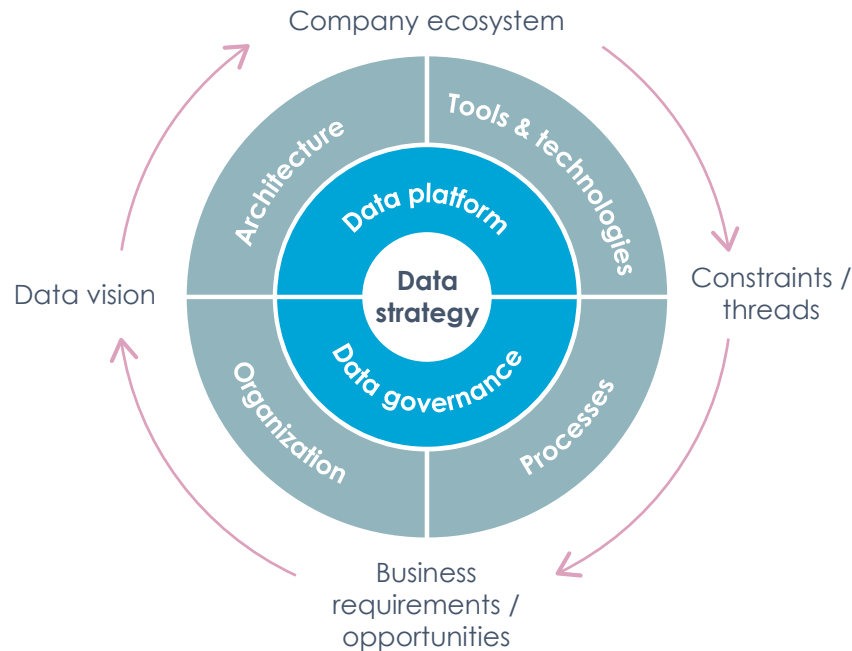 Company ecosystem
Architecture
Tools & technologies
Data platform
Data vision
Data
strategy
Constraints /
threads
Data governance
Organization
Processes
Business
requirements /
opportunities